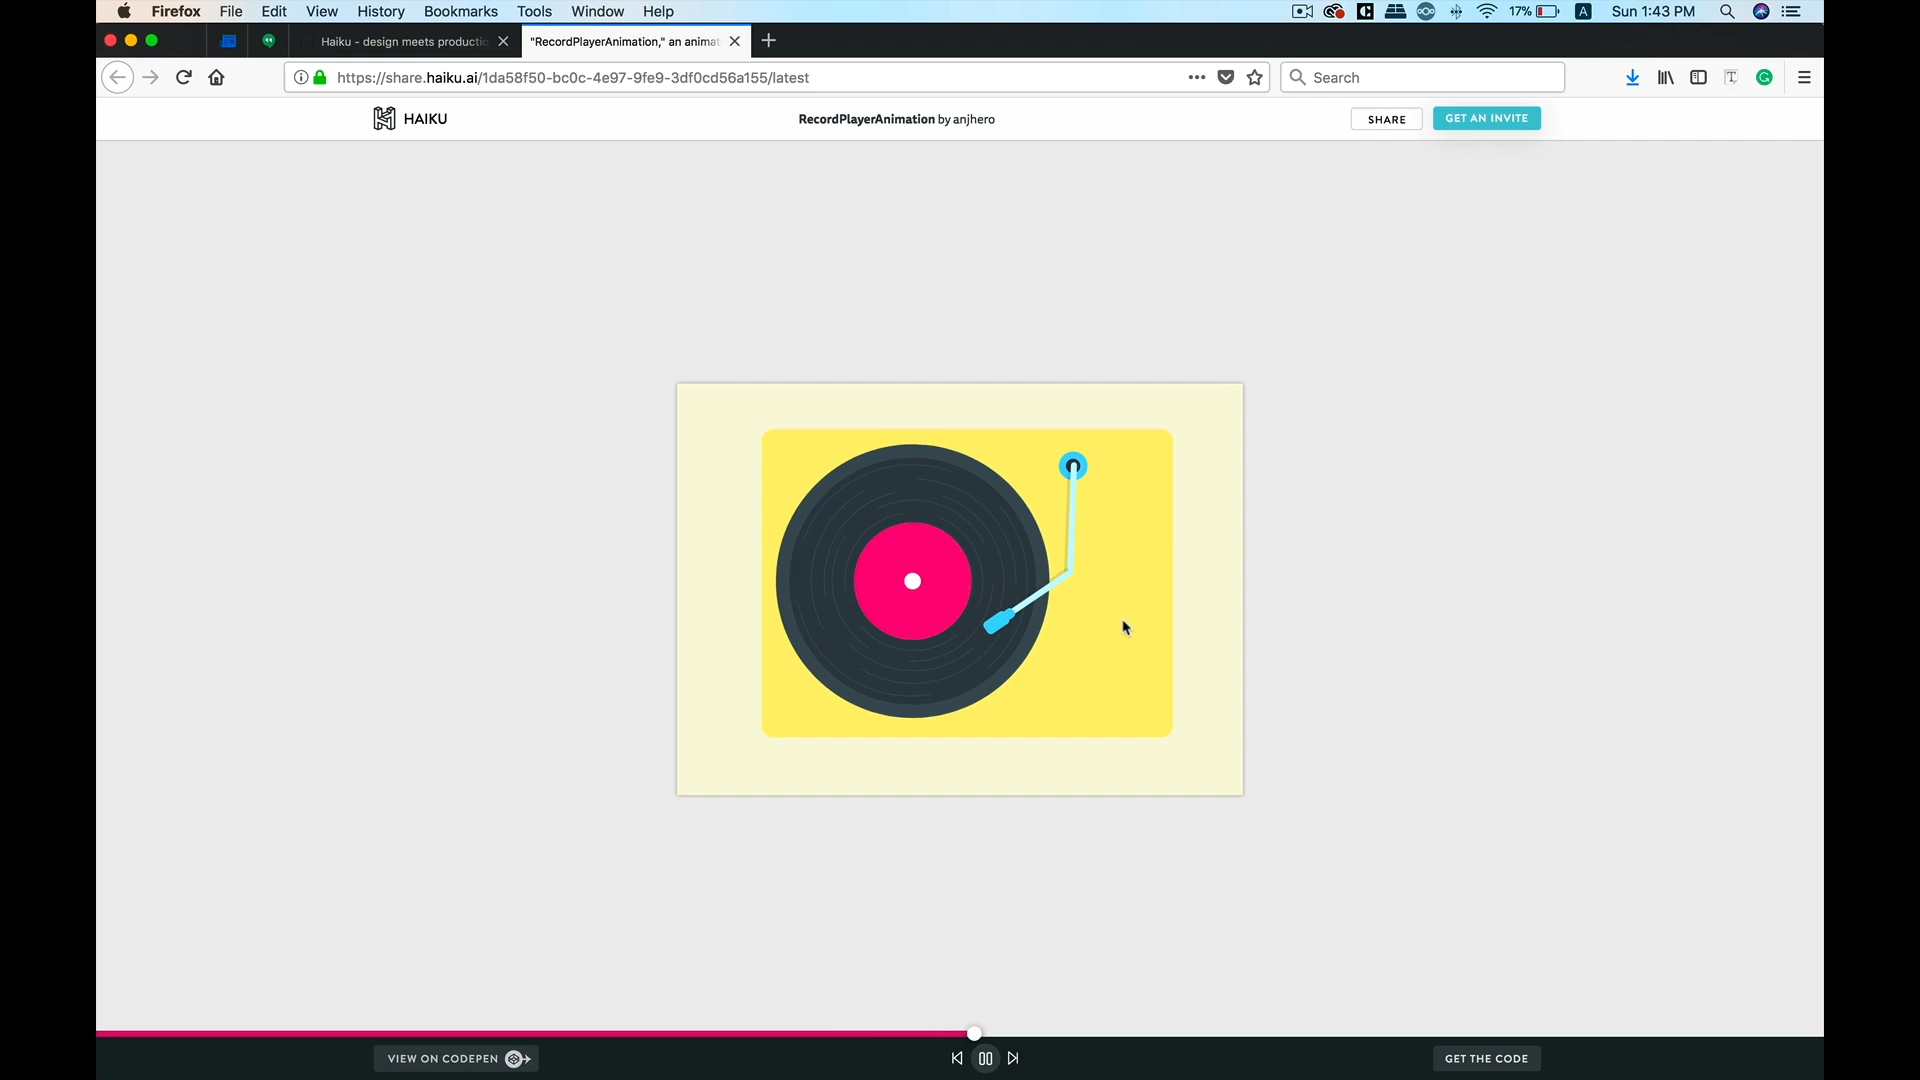 Firefox File Edit View History Bookmarks Tools Window Help 17% A Sun 1:43 PM
Haiku - design meets productio
"RecordPlayerAnimation," an animat
https://share.haiku.ai/1da58f50-bc0c-4e97-9fe9-3df0cd56a155/latest
Search
HAIKU
RecordPlayerAnimation by anjhero
SHARE
GET AN INVITE
VIEW ON CODEPEN
GET THE CODE